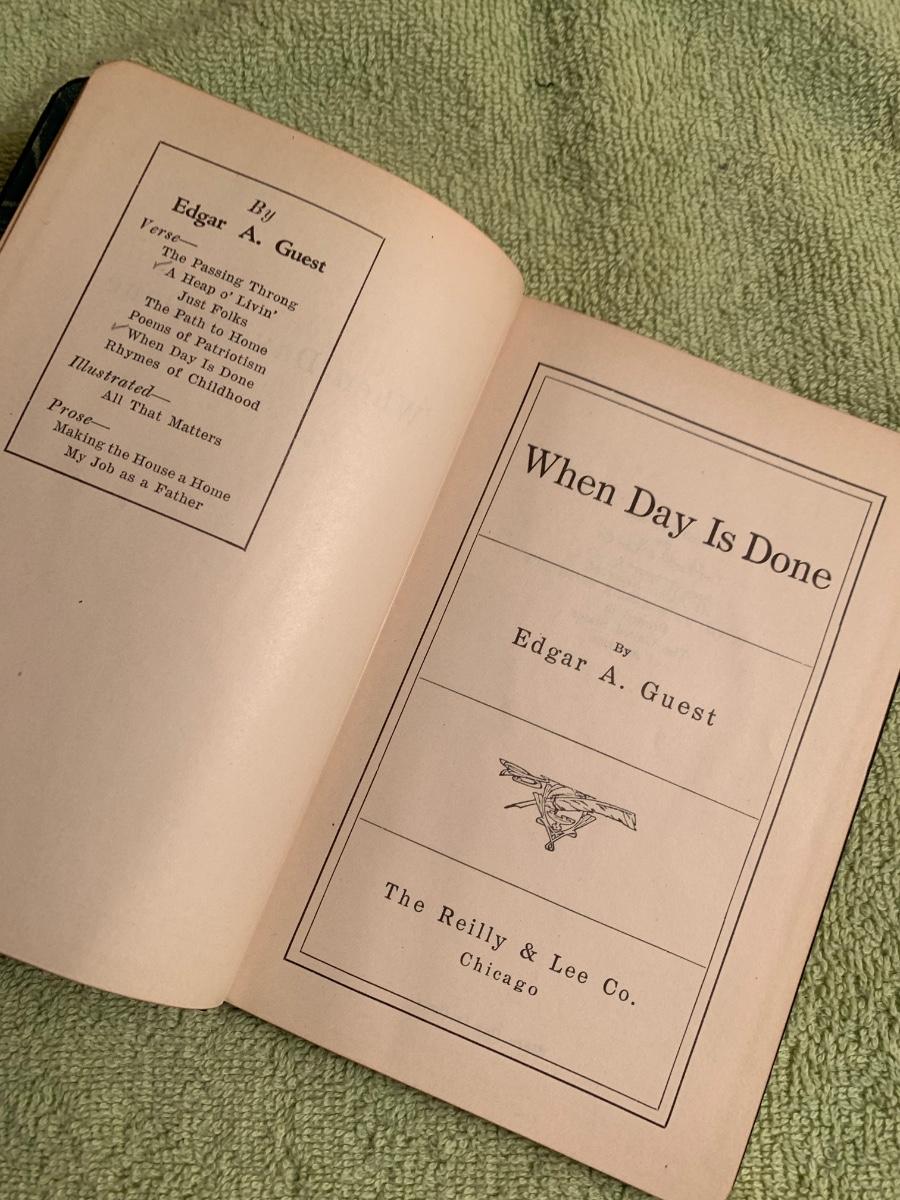 By
Edgar A. Guest
Verse—
The Passing Throng
A Heap o' Livin'
Just Folks
The Path to Home
Poems of Patriotism
When Day Is Done
Rhymes of Childhood
Illustrated—
All That Matters
Prose—
Making the House a Home
My Job as a Father
When Day Is Done
By
Edgar A. Guest
The Reilly & Lee Co.
Chicago